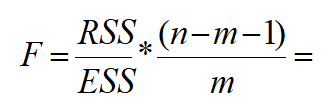 F = RSS/ESS * (n−m−1)/m =